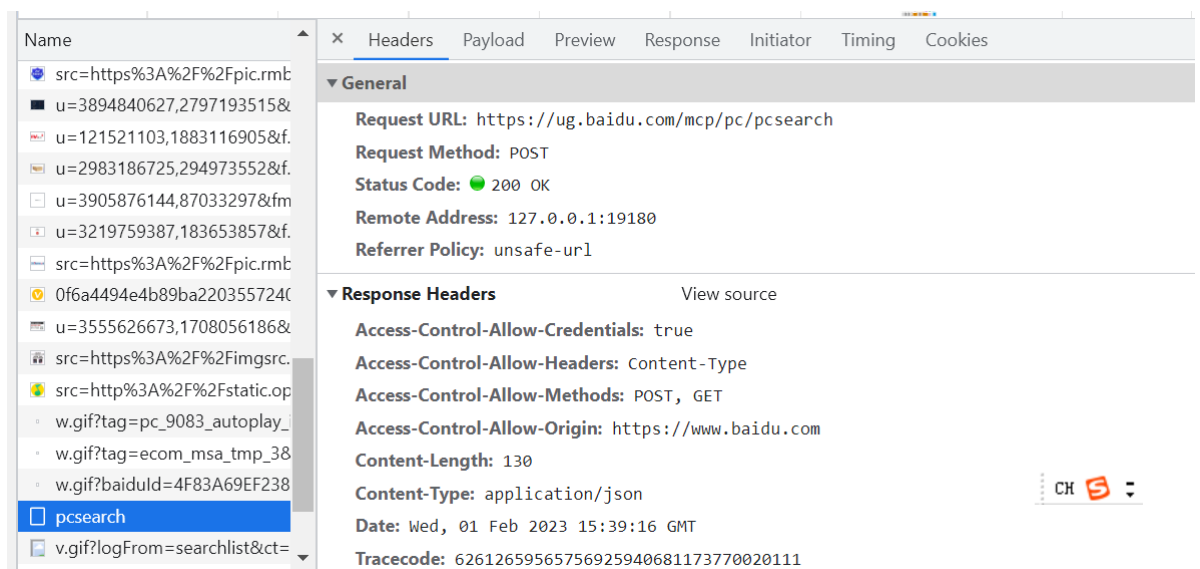 Name
× Headers Payload Preview Response Initiator Timing Cookies
src=https%3A%2F%2Fpic.rmb
u=3894840627,2797193515&
u=121521103,1883116905&f.
u=2983186725,294973552&f.
u=3905876144,87033297&fm
u=3219759387,183653857&f.
src=https%3A%2F%2Fpic.rmb
0f6a4494e4b89ba2203557240
u=3555626673,1708056186&
src=https%3A%2F%2Fimgsrc.
src=http%3A%2F%2Fstatic.op
w.gif?tag=pc_9083_autoplay_i
w.gif?tag=ecom_msa_tmp_3&
w.gif?baiduId=4F83A69EF238
pcsearch
v.gif?logFrom=searchlist&ct=
General
Request URL: https://ug.baidu.com/mcp/pc/pcsearch
Request Method: POST
Status Code: 200 OK
Remote Address: 127.0.0.1:19180
Referrer Policy: unsafe-url
Response Headers View source
Access-Control-Allow-Credentials: true
Access-Control-Allow-Headers: Content-Type
Access-Control-Allow-Methods: POST, GET
Access-Control-Allow-Origin: https://www.baidu.com
Content-Length: 130
Content-Type: application/json
Date: Wed, 01 Feb 2023 15:39:16 GMT
Tracecode: 62612659565756925940681173770020111
CH S